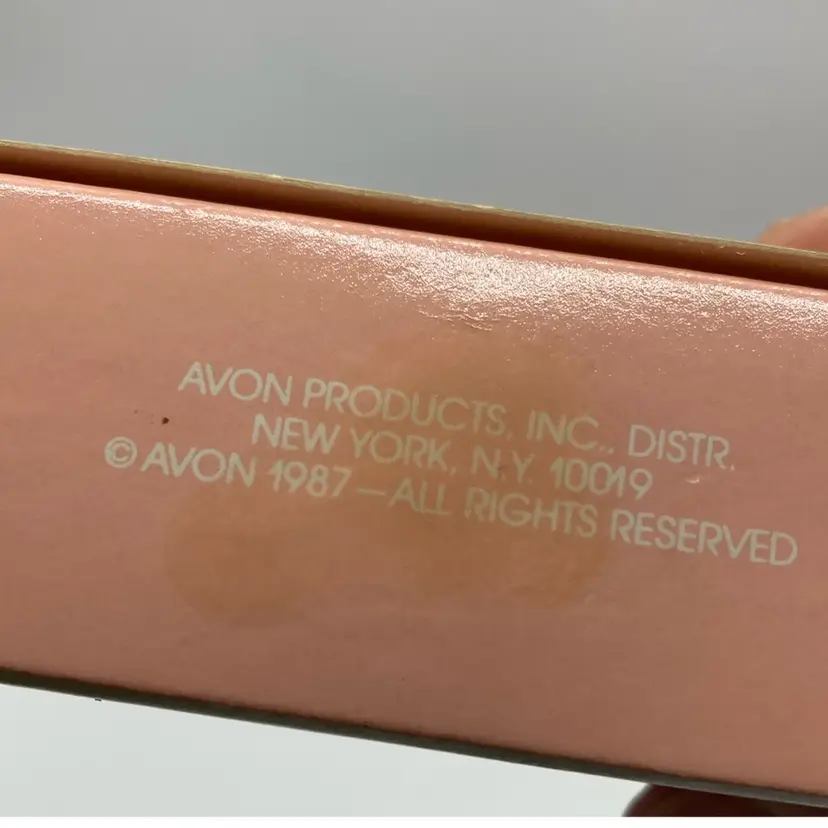 AVON PRODUCTS, INC., DISTR.
NEW YORK, N.Y. 10019
© AVON 1987 — ALL RIGHTS RESERVED